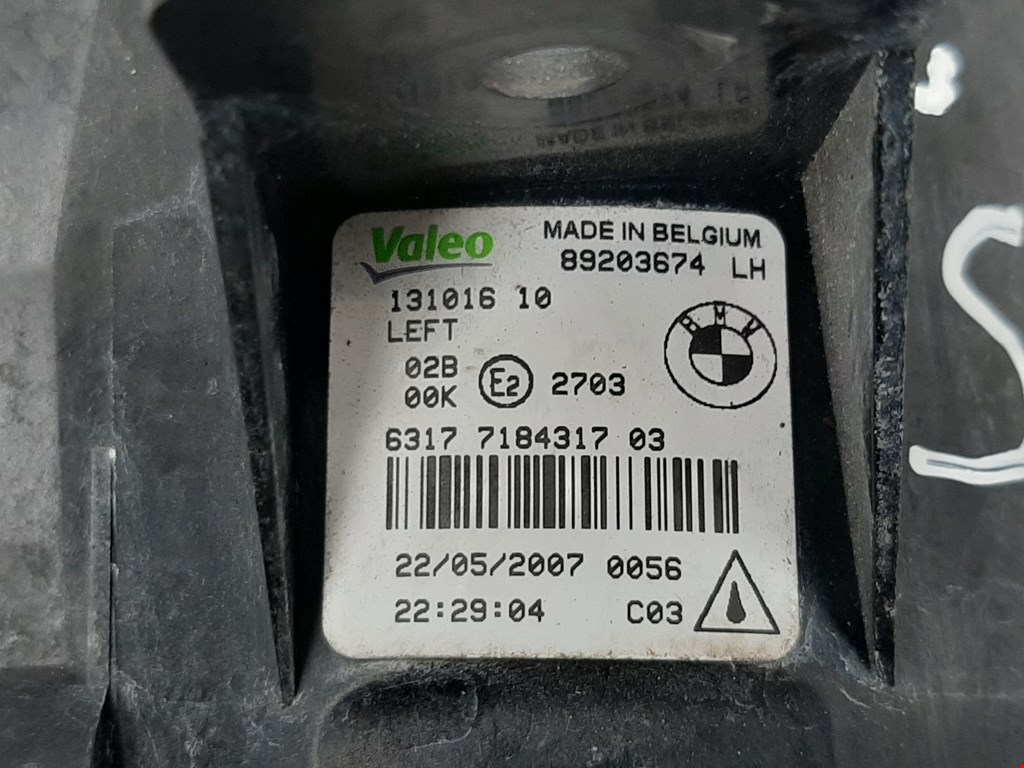 Valeo MADE IN BELGIUM
89203674 LH
131016 10
LEFT
BMW
02B
00K E2 2703
6317 7184317 03
22/05/2007 0056
22:29:04 C03